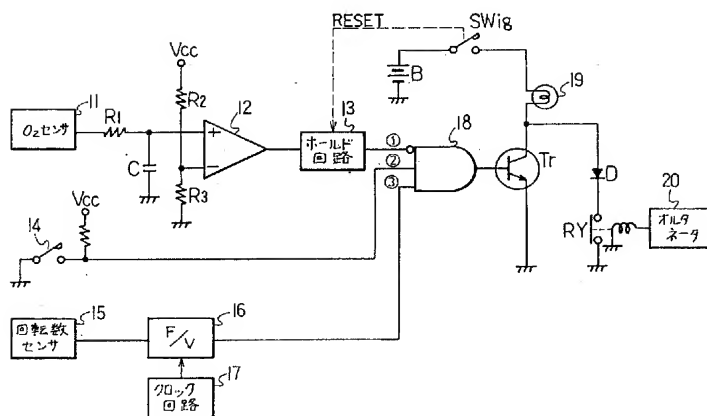 RESET
SWig
Vcc
B
19
11
O₂センサ
R1
R2
12
13
ホールド
回路
①
18
C
R3
②
③
Tr
D
20
オルタ
ネータ
RY
Vcc
14
15
回転数
センサ
16
F/V
17
クロック
回路
+
−